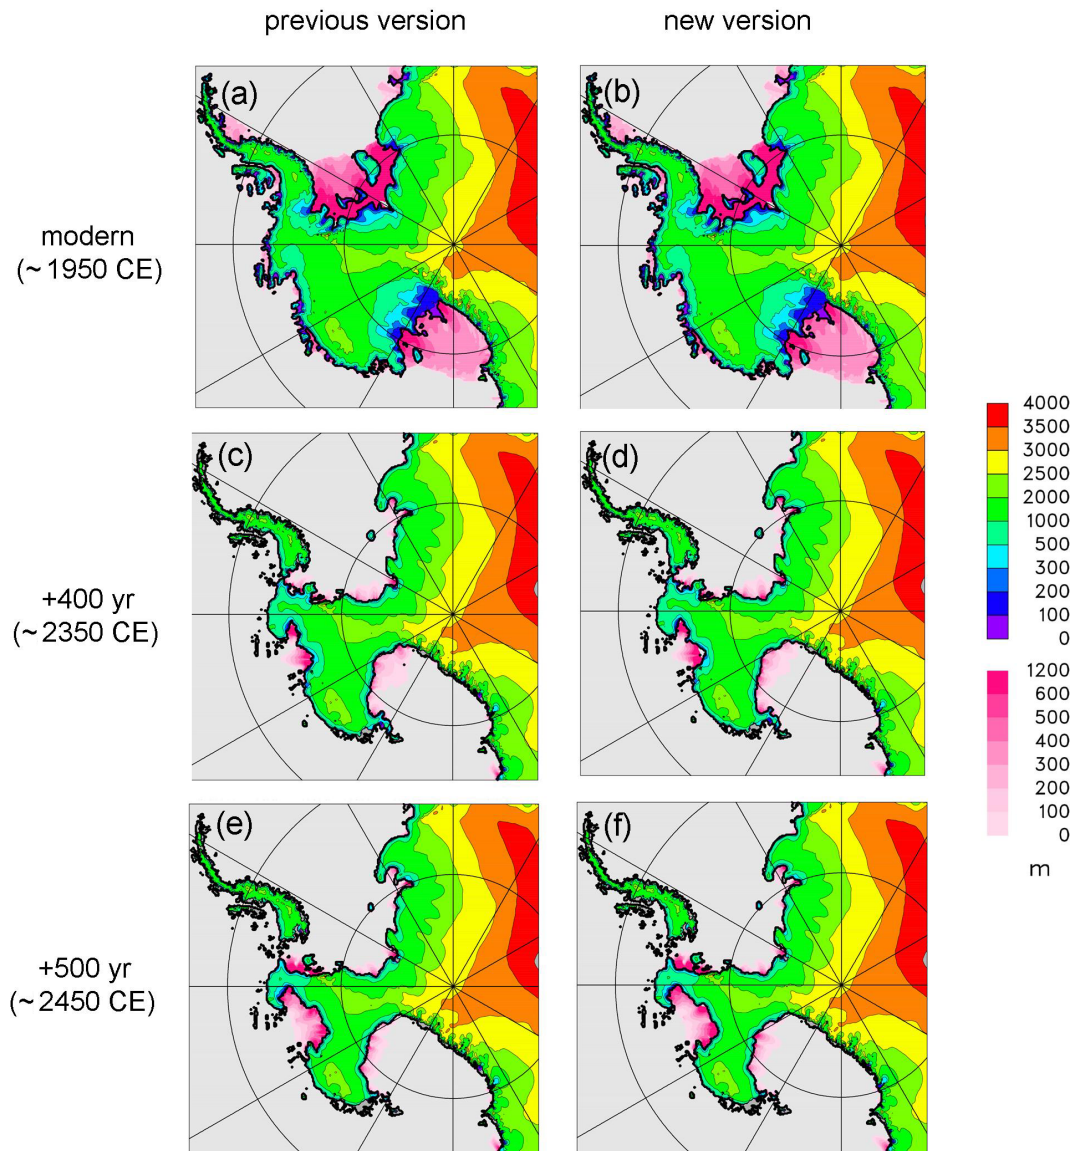 previous version
new version
(a)
(b)
modern
(~ 1950 CE)
(c)
(d)
+400 yr
(~ 2350 CE)
4000
3500
3000
2500
2000
1000
500
300
200
100
0
1200
600
500
400
300
200
100
0
m
(e)
(f)
+500 yr
(~ 2450 CE)